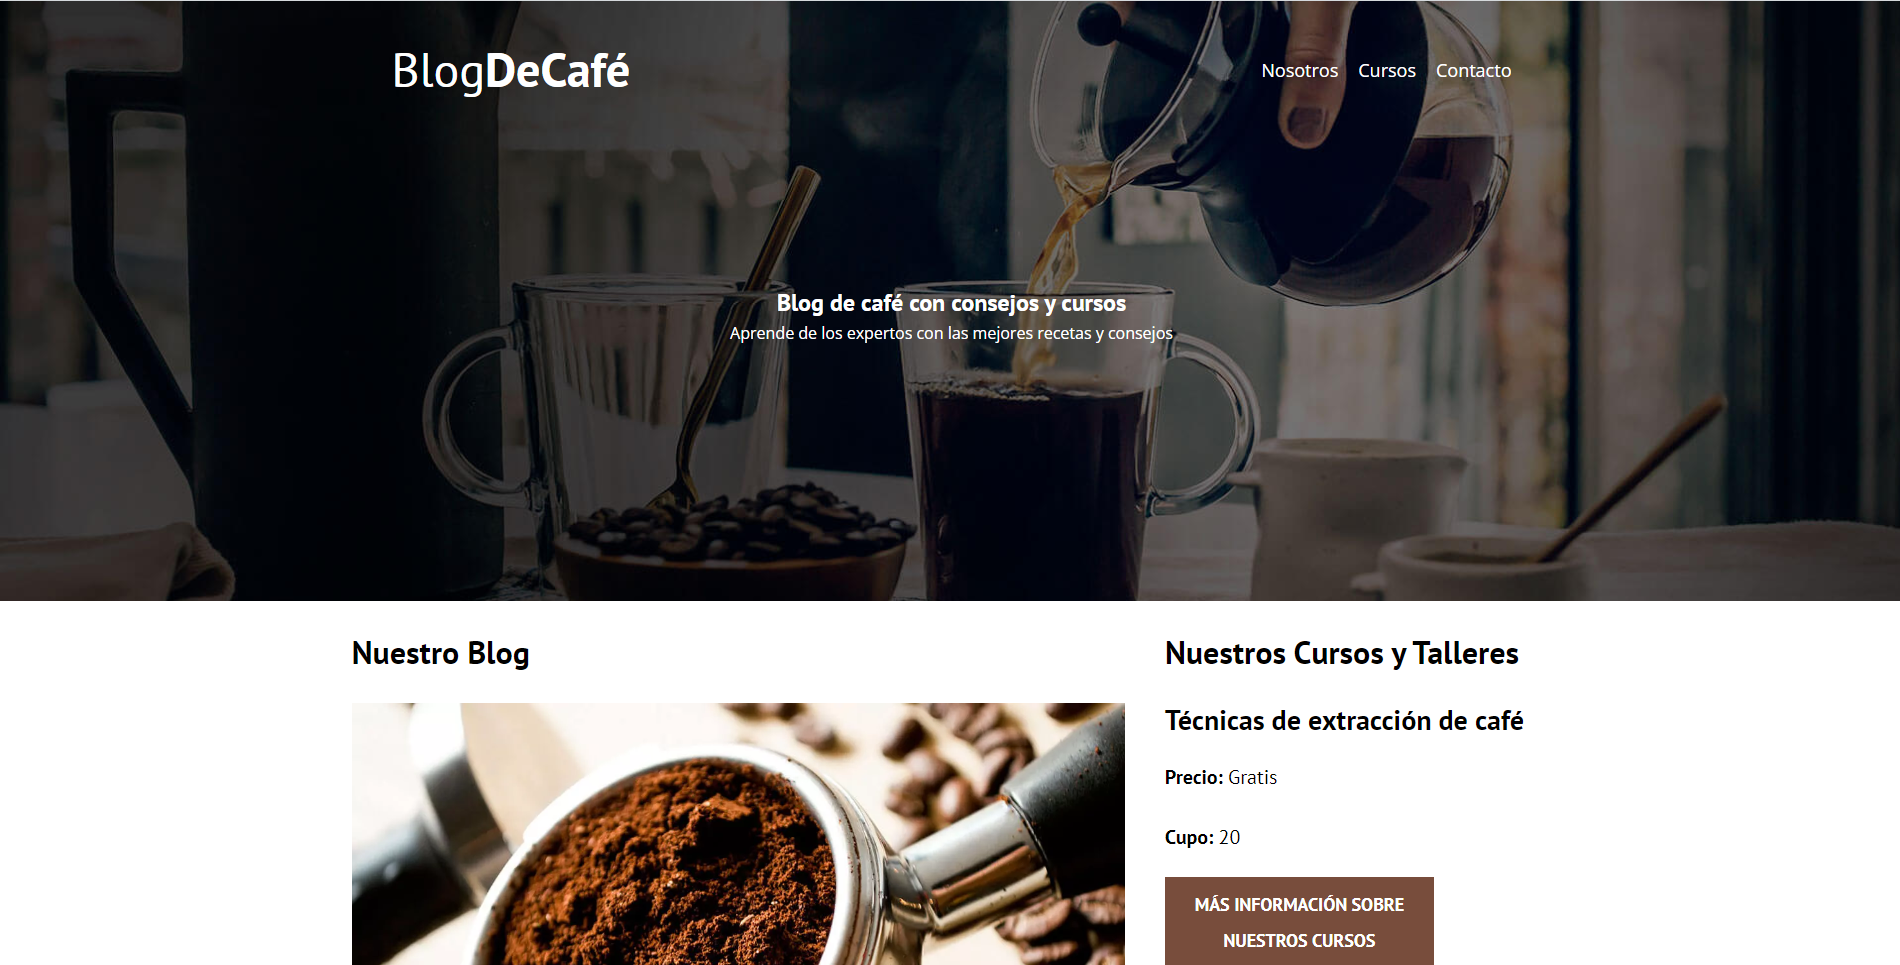 BlogDeCafé
Nosotros Cursos Contacto
Blog de café con consejos y cursos
Aprende de los expertos con las mejores recetas y consejos
Nuestro Blog
Nuestros Cursos y Talleres
Técnicas de extracción de café
Precio: Gratis
Cupo: 20
MÁS INFORMACIÓN SOBRE
NUESTROS CURSOS